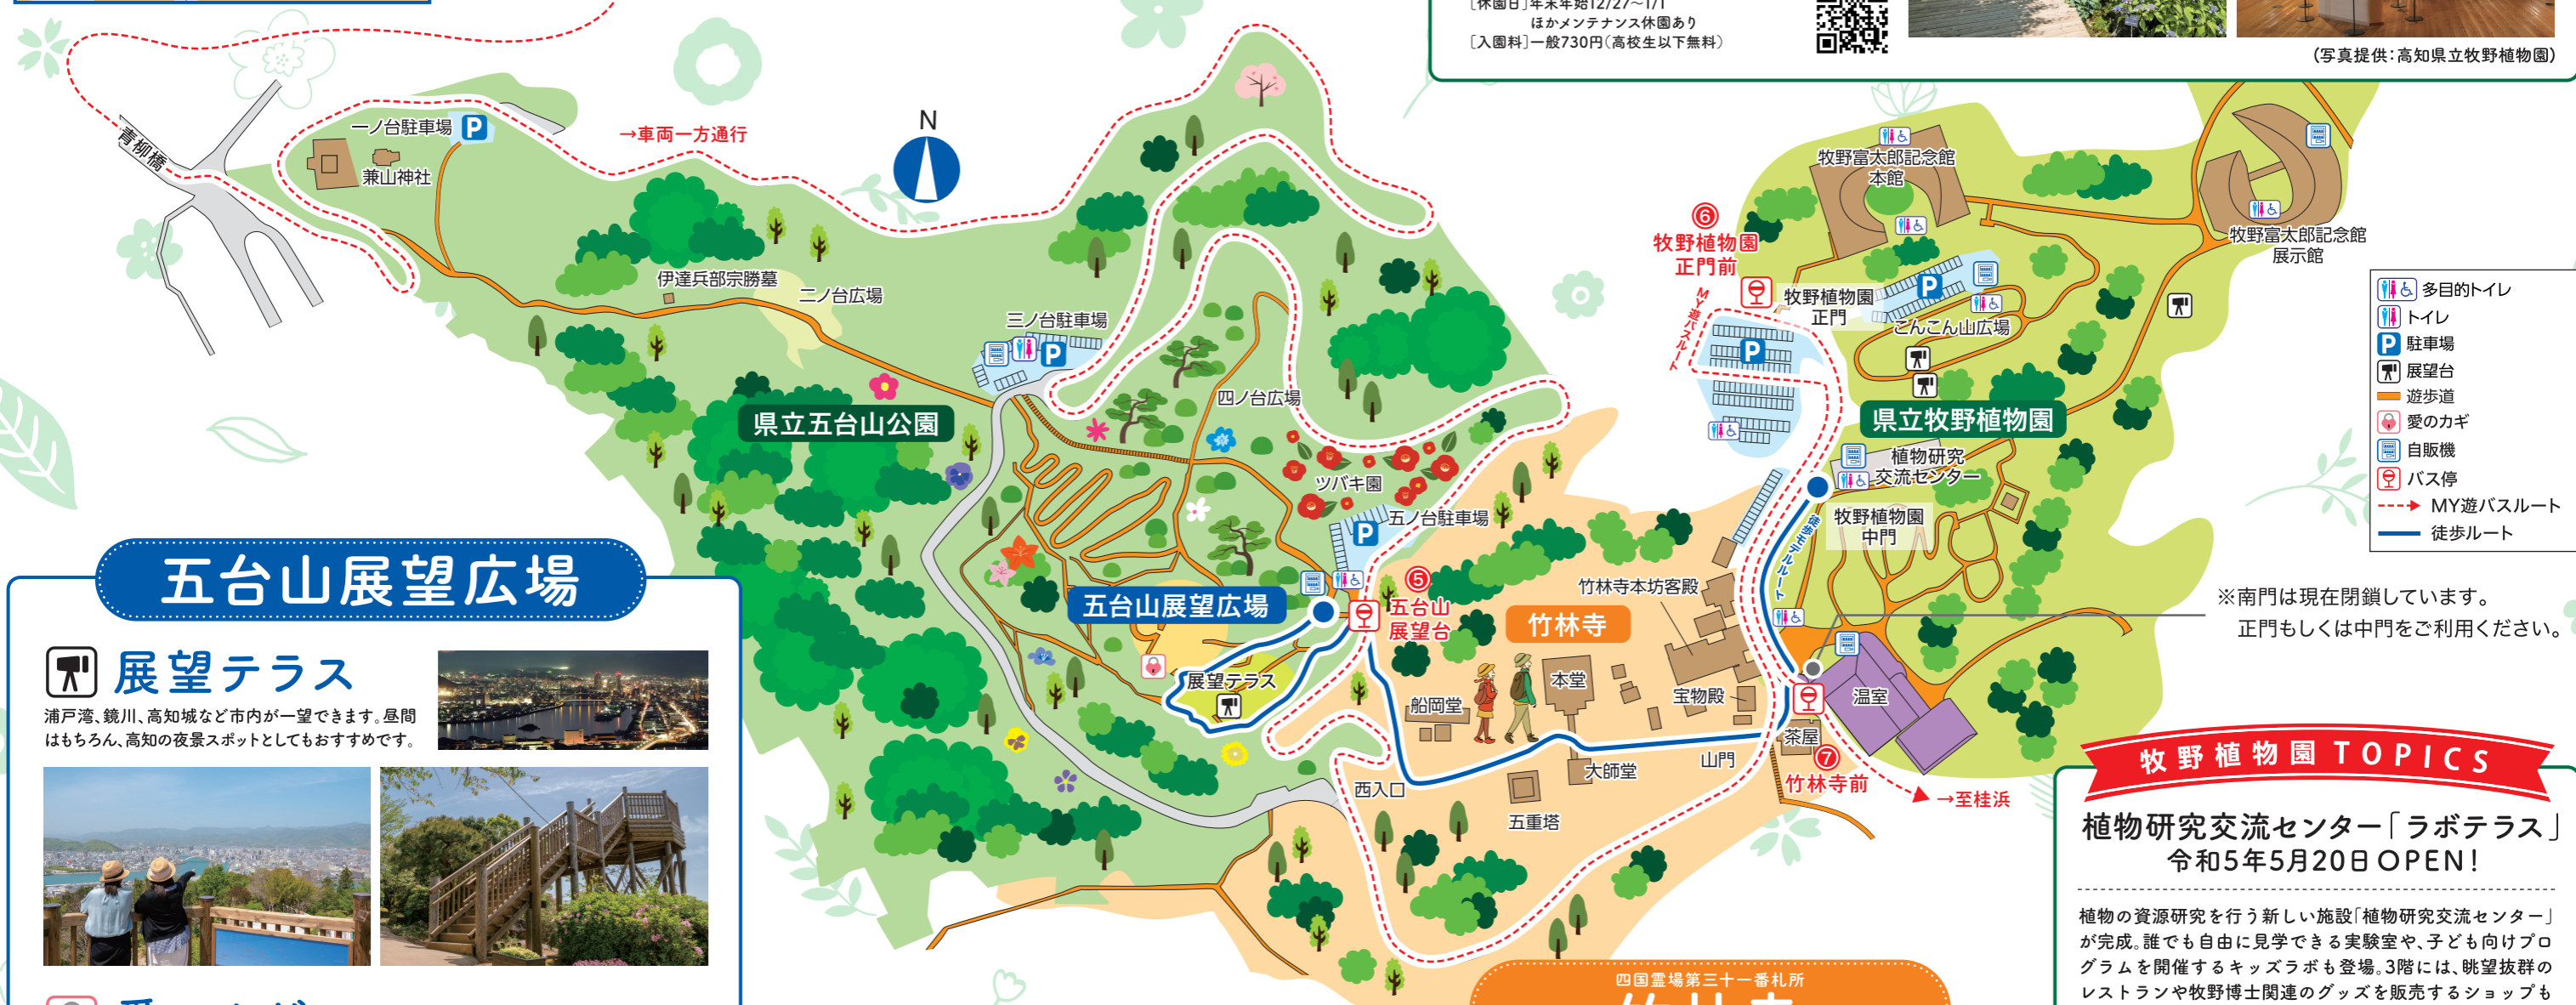 [休園日]年末年始12/27〜1/1
ほかメンテナンス休園あり
[入園料]一般730円(高校生以下無料)
(写真提供:高知県立牧野植物園)
青柳橋
一ノ台駐車場
P
兼山神社
→車両一方通行
N
伊達兵部宗勝墓
二ノ台広場
三ノ台駐車場
P
四ノ台広場
県立五台山公園
ツバキ園
五ノ台駐車場
P
五台山展望広場
⑤
五台山
展望台
展望テラス
牧野富太郎記念館
本館
牧野富太郎記念館
展示館
⑥
牧野植物園
正門前
MY遊バスルート
牧野植物園
正門
P
P
こんこん山広場
県立牧野植物園
植物研究
交流センター
牧野植物園
中門
徒歩モデルルート
竹林寺本坊客殿
竹林寺
本堂
船岡堂
宝物殿
温室
茶屋
山門
大師堂
西入口
五重塔
⑦
竹林寺前
→至桂浜
多目的トイレ
トイレ
P 駐車場
展望台
遊歩道
愛のカギ
自販機
バス停
MY遊バスルート
徒歩ルート
※南門は現在閉鎖しています。
正門もしくは中門をご利用ください。
五台山展望広場
展望テラス
浦戸湾、鏡川、高知城など市内が一望できます。昼間
はもちろん、高知の夜景スポットとしてもおすすめです。
牧野植物園TOPICS
植物研究交流センター「ラボテラス」
令和5年5月20日OPEN!
植物の資源研究を行う新しい施設「植物研究交流センター」
が完成。誰でも自由に見学できる実験室や、子ども向けプロ
グラムを開催するキッズラボも登場。3階には、眺望抜群の
レストランや牧野博士関連のグッズを販売するショップも
四国霊場第三十一番札所